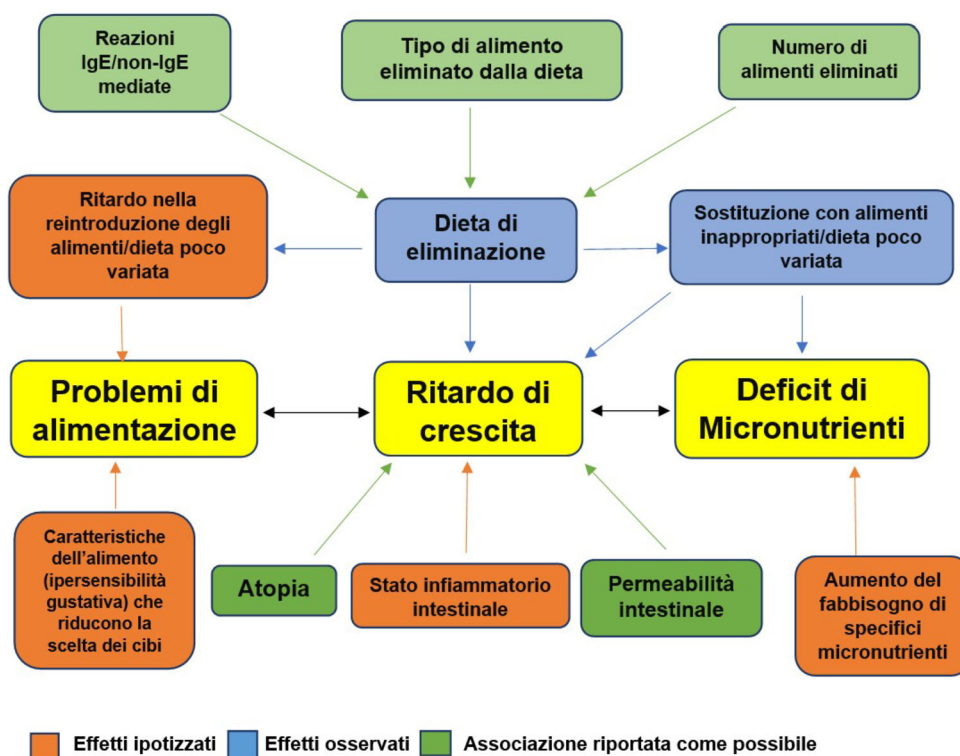 Reazioni
IgE/non-IgE
mediate
Tipo di alimento
eliminato dalla dieta
Numero di
alimenti eliminati
Ritardo nella
reintroduzione degli
alimenti/dieta poco
variata
Dieta di
eliminazione
Sostituzione con alimenti
inappropriati/dieta poco
variata
Problemi di
alimentazione
Ritardo di
crescita
Deficit di
Micronutrienti
Caratteristiche
dell'alimento
(ipersensibilità
gustativa) che
riducono la
scelta dei cibi
Atopia
Stato infiammatorio
intestinale
Permeabilità
intestinale
Aumento del
fabbisogno di
specifici
micronutrienti
Effetti ipotizzati
Effetti osservati
Associazione riportata come possibile